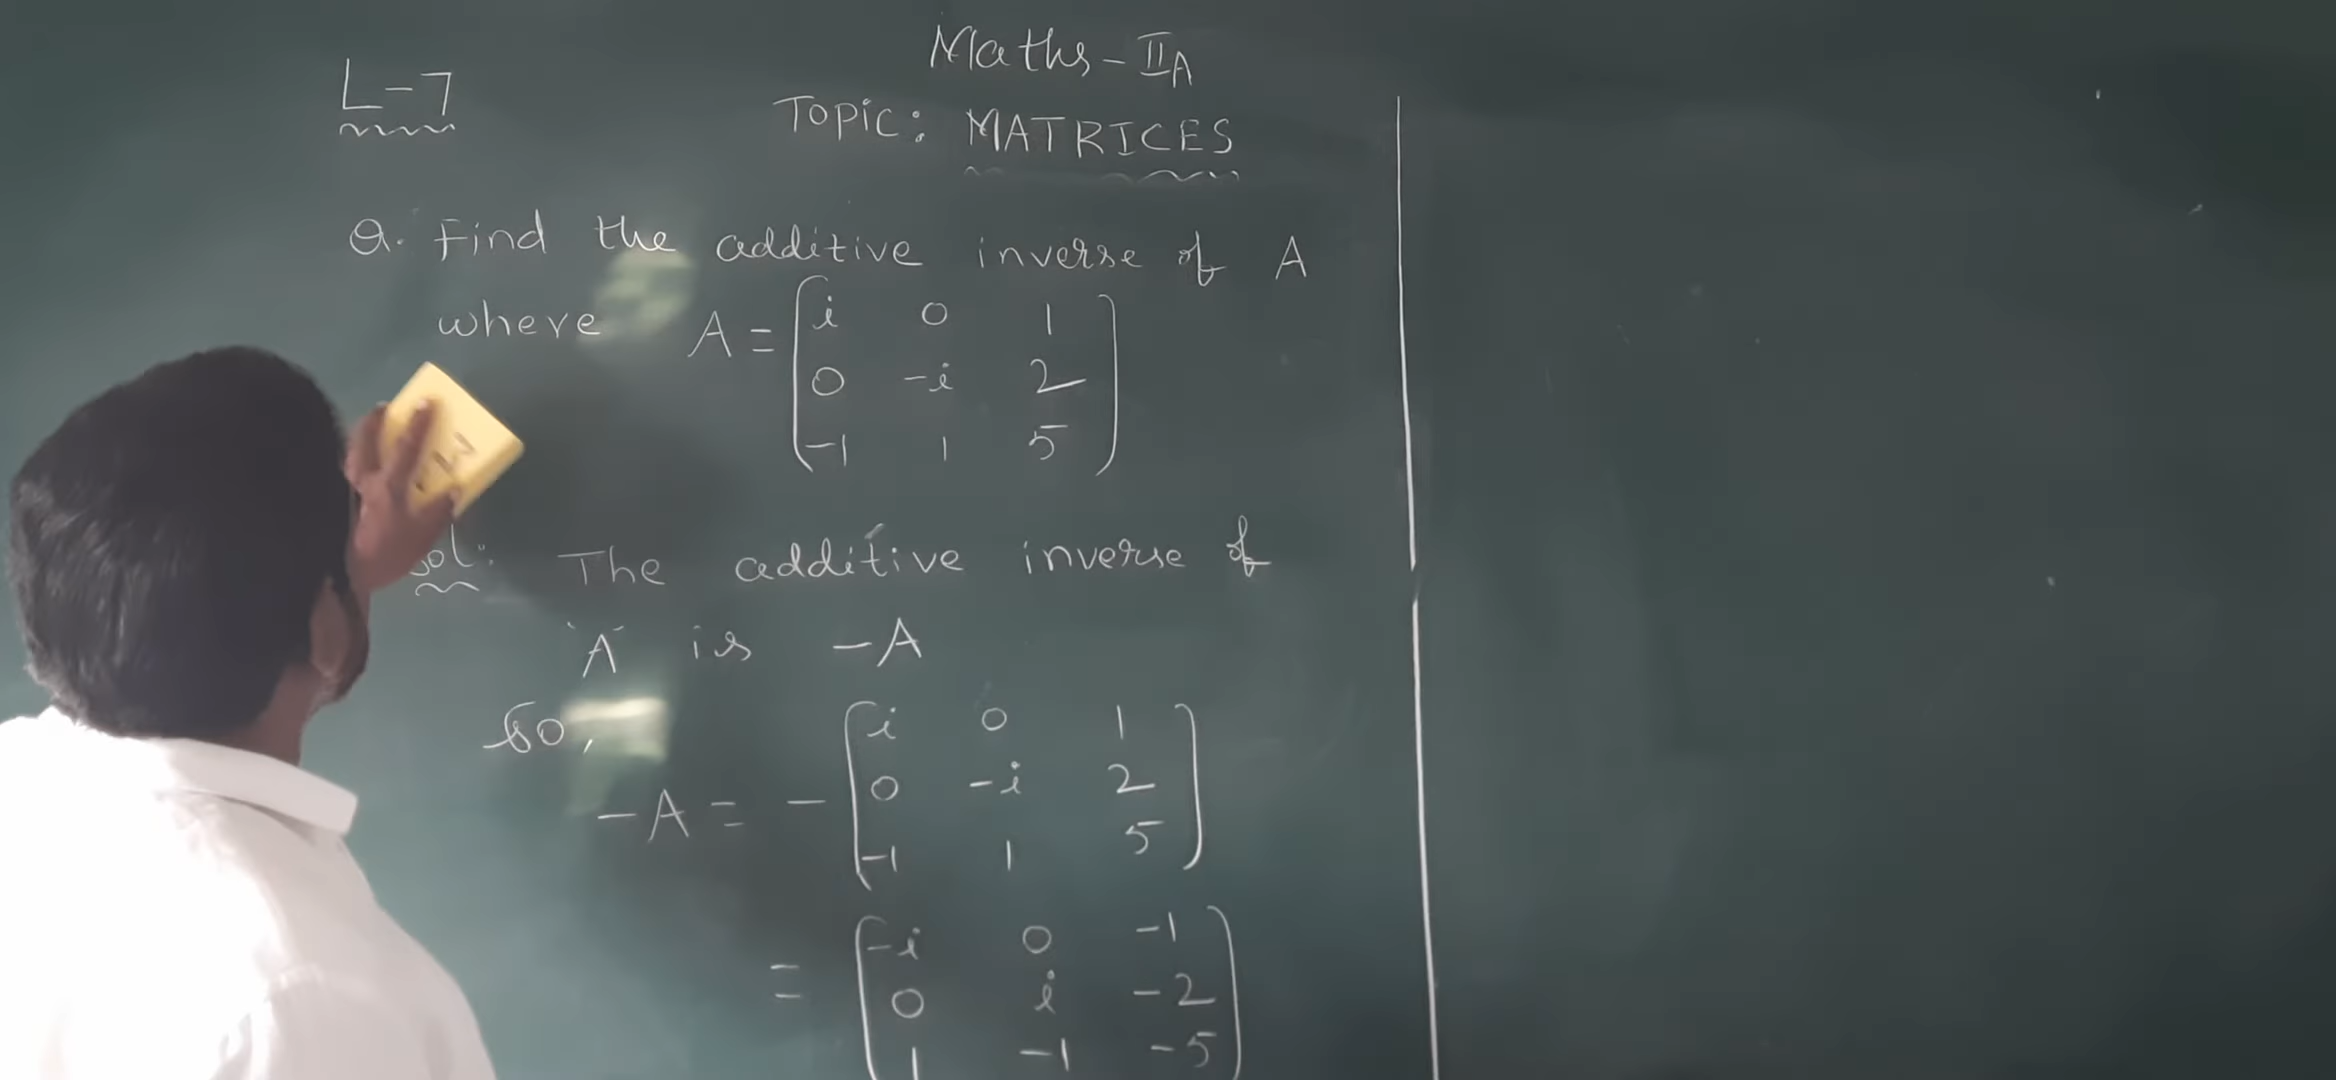 L-7
Maths - IIA
Topic: MATRICES
Q. Find the additive inverse of A
where A = [i 0 1
0 -i 2
-1 1 5]
Sol: The additive inverse of
'A' is -A
So,
-A = - [i 0 1
0 -i 2
-1 1 5]
= [-i 0 -1
0 i -2
1 -1 -5]